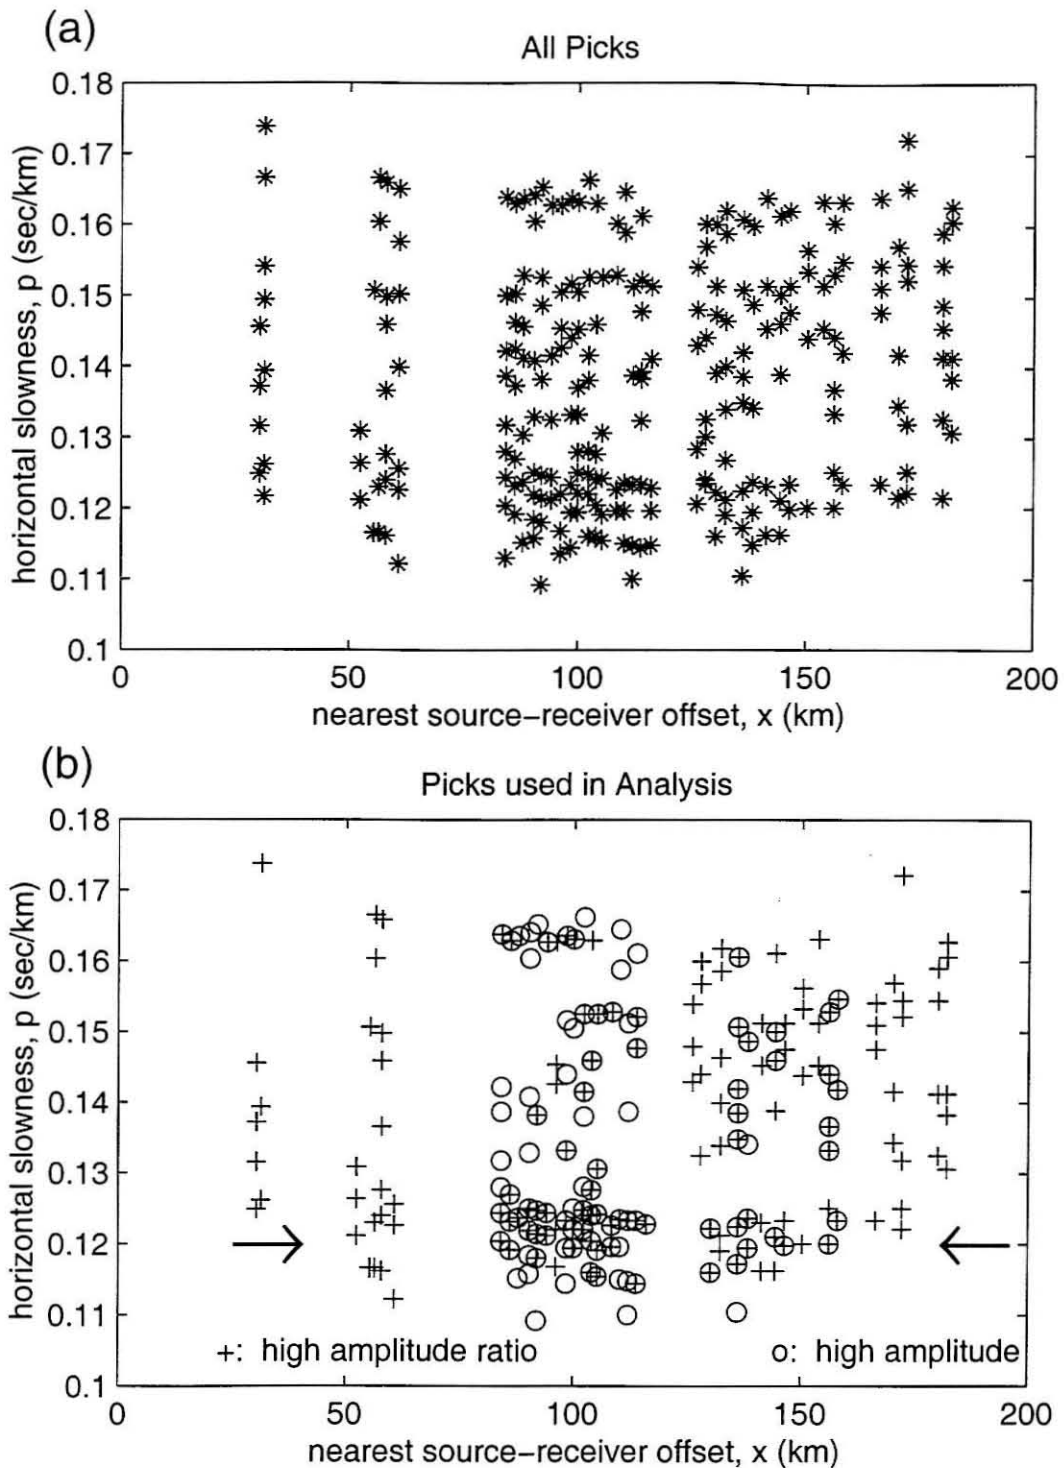 (a)
All Picks
0.18
0.17
0.16
0.15
0.14
0.13
0.12
0.11
0.1
horizontal slowness, p (sec/km)
0 50 100 150 200
nearest source−receiver offset, x (km)
(b)
Picks used in Analysis
0.18
0.17
0.16
0.15
0.14
0.13
0.12
0.11
0.1
horizontal slowness, p (sec/km)
+: high amplitude ratio o: high amplitude
0 50 100 150 200
nearest source−receiver offset, x (km)